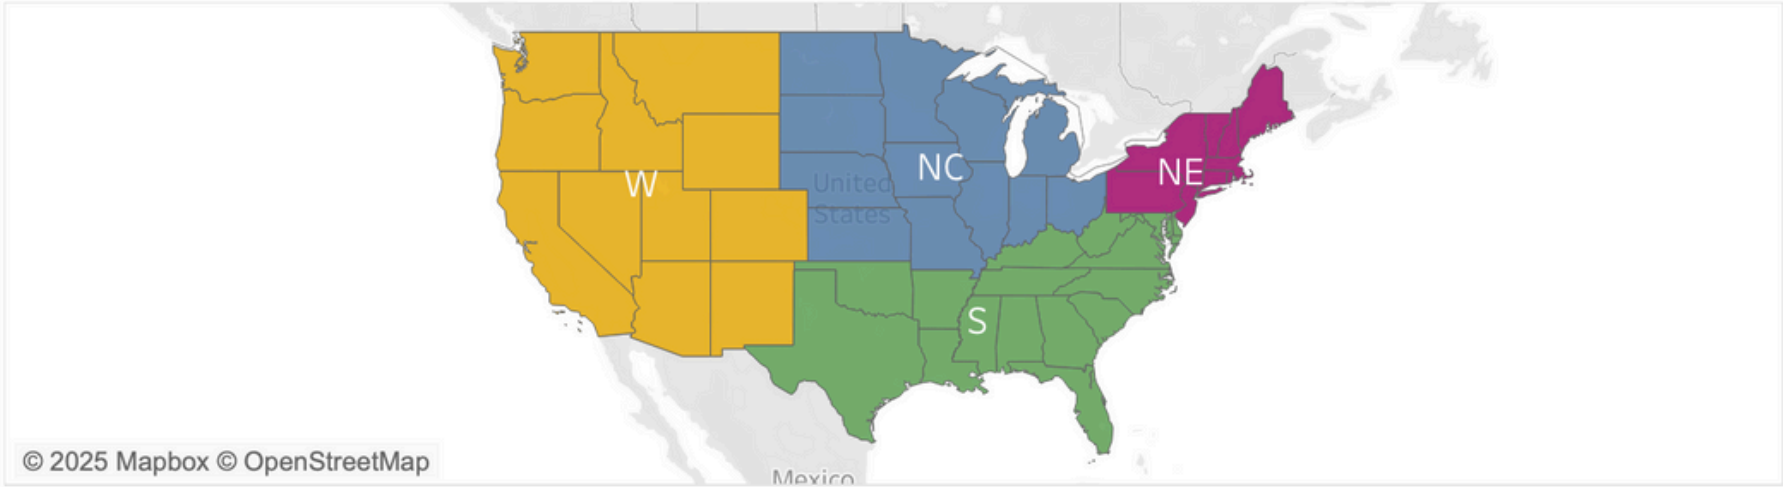 NC
NE
W
United
States
S
© 2025 Mapbox © OpenStreetMap
Mexico